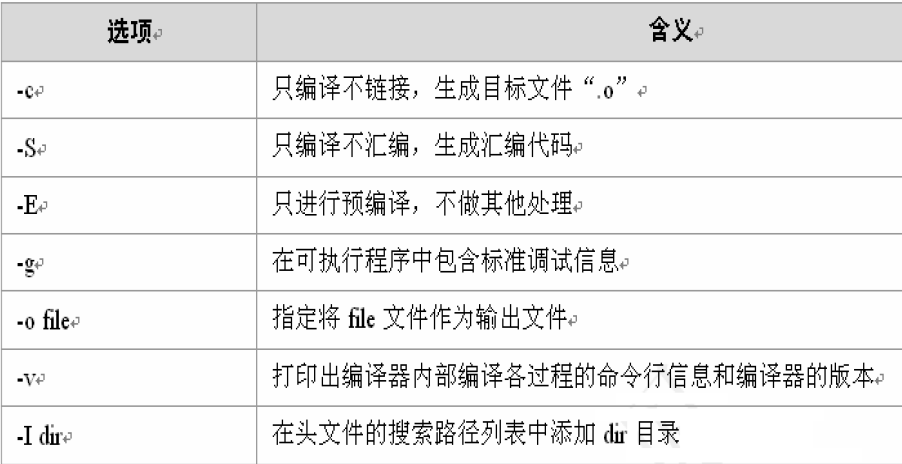 选项 含义
-c 只编译不链接，生成目标文件“.o”
-S 只编译不汇编，生成汇编代码
-E 只进行预编译，不做其他处理
-g 在可执行程序中包含标准调试信息
-o file 指定将 file 文件作为输出文件
-v 打印出编译器内部编译各过程的命令行信息和编译器的版本
-I dir 在头文件的搜索路径列表中添加 dir 目录